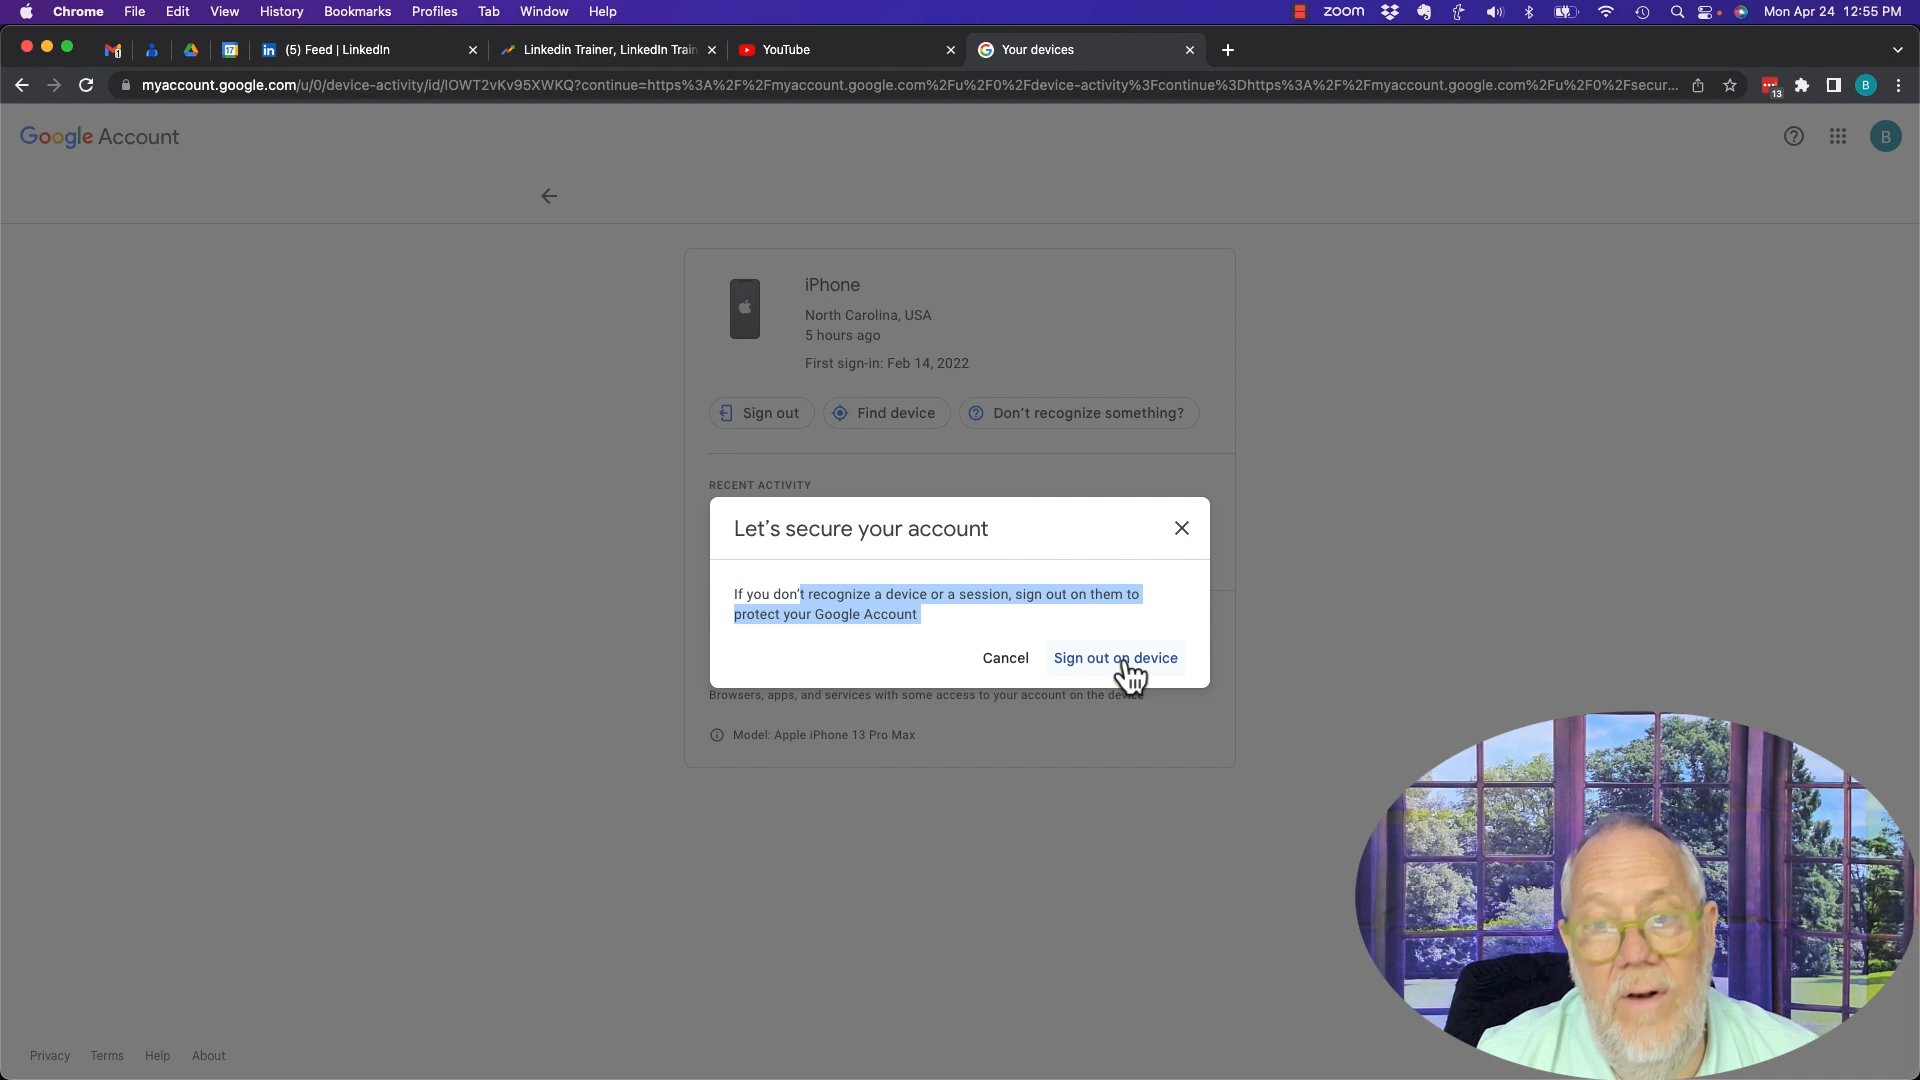 Chrome File Edit View History Bookmarks Profiles Tab Window Help zoom Mon Apr 24 12:55 PM
(5) Feed | LinkedIn Linkedin Trainer, LinkedIn Train YouTube Your devices
myaccount.google.com/u/0/device-activity/id/IOWT2vKv95XWKQ?continue=https%3A%2F%2Fmyaccount.google.com%2Fu%2F0%2Fdevice-activity%3Fcontinue%3Dhttps%3A%2F%2Fmyaccount.google.com%2Fu%2F0%2Fsecur... 13 B
Google Account B
iPhone
North Carolina, USA
5 hours ago
First sign-in: Feb 14, 2022
Sign out Find device Don't recognize something?
RECENT ACTIVITY
Let's secure your account
If you don't recognize a device or a session, sign out on them to
protect your Google Account
Cancel Sign out on device
Browsers, apps, and services with some access to your account on the device
Model: Apple iPhone 13 Pro Max
Privacy Terms Help About